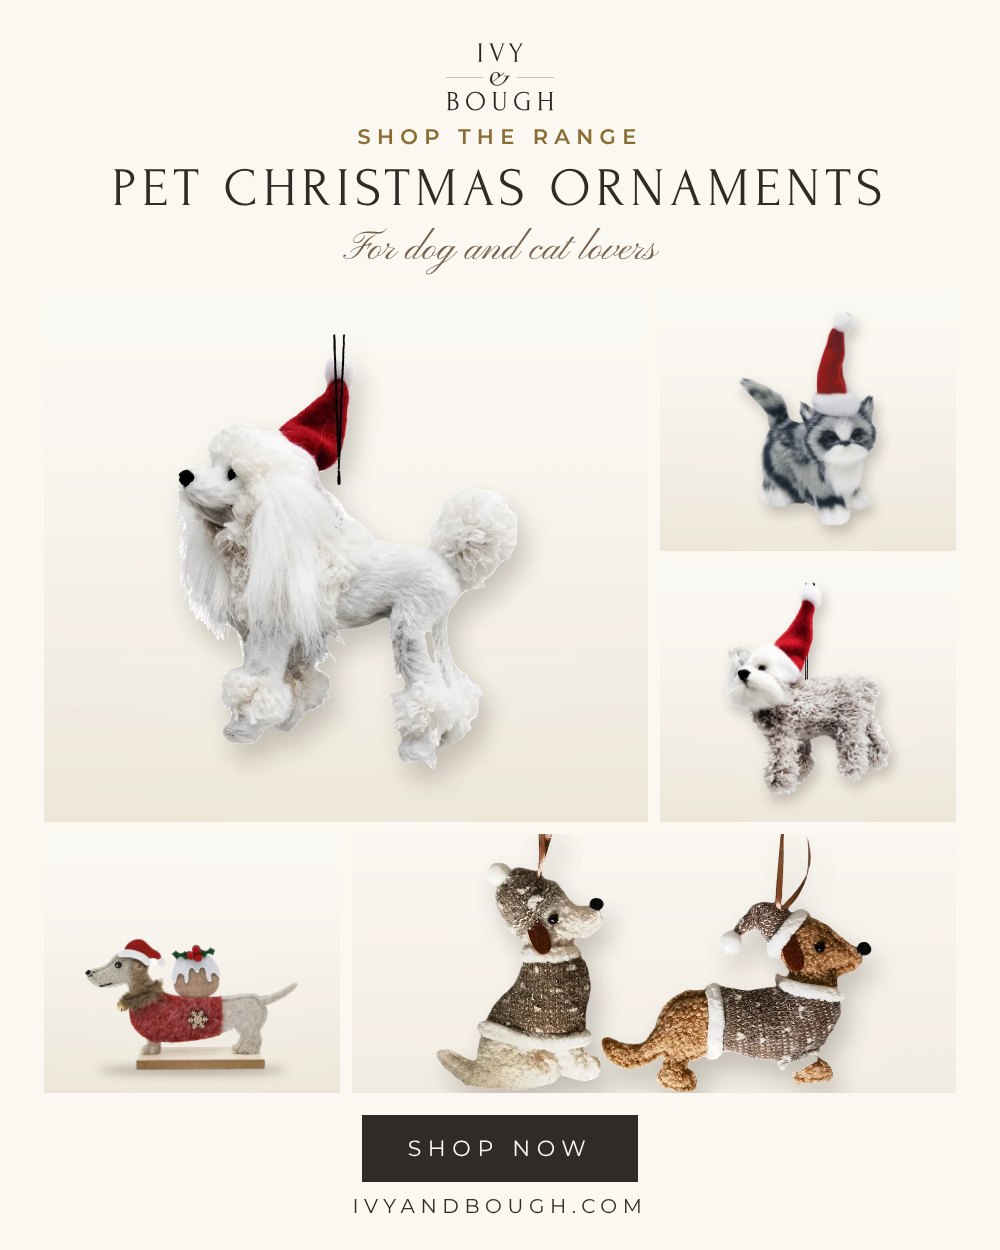 IVY
&
BOUGH
SHOP THE RANGE
PET CHRISTMAS ORNAMENTS
For dog and cat lovers
SHOP NOW
IVYANDBOUGH.COM